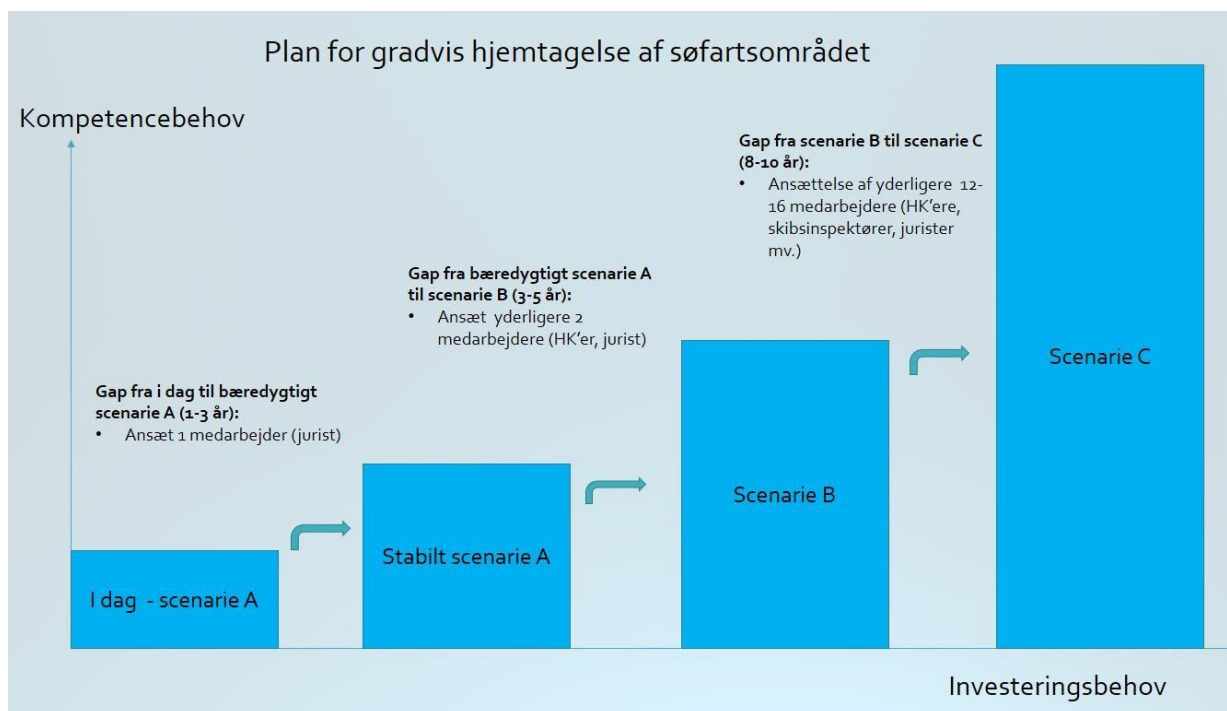 Plan for gradvis hjemtagelse af søfartsområdet
Kompetencebehov
Gap fra scenarie B til scenarie C
(8-10 år):
• Ansættelse af yderligere 12-
16 medarbejdere (HK’ere,
skibsinspektører, jurister
mv.)
Gap fra bæredygtigt scenarie A
til scenarie B (3-5 år):
• Ansæt yderligere 2
medarbejdere (HK’er, jurist)
Gap fra i dag til bæredygtigt
scenarie A (1-3 år):
• Ansæt 1 medarbejder (jurist)
I dag - scenarie A
Stabilt scenarie A
Scenarie B
Scenarie C
Investeringsbehov